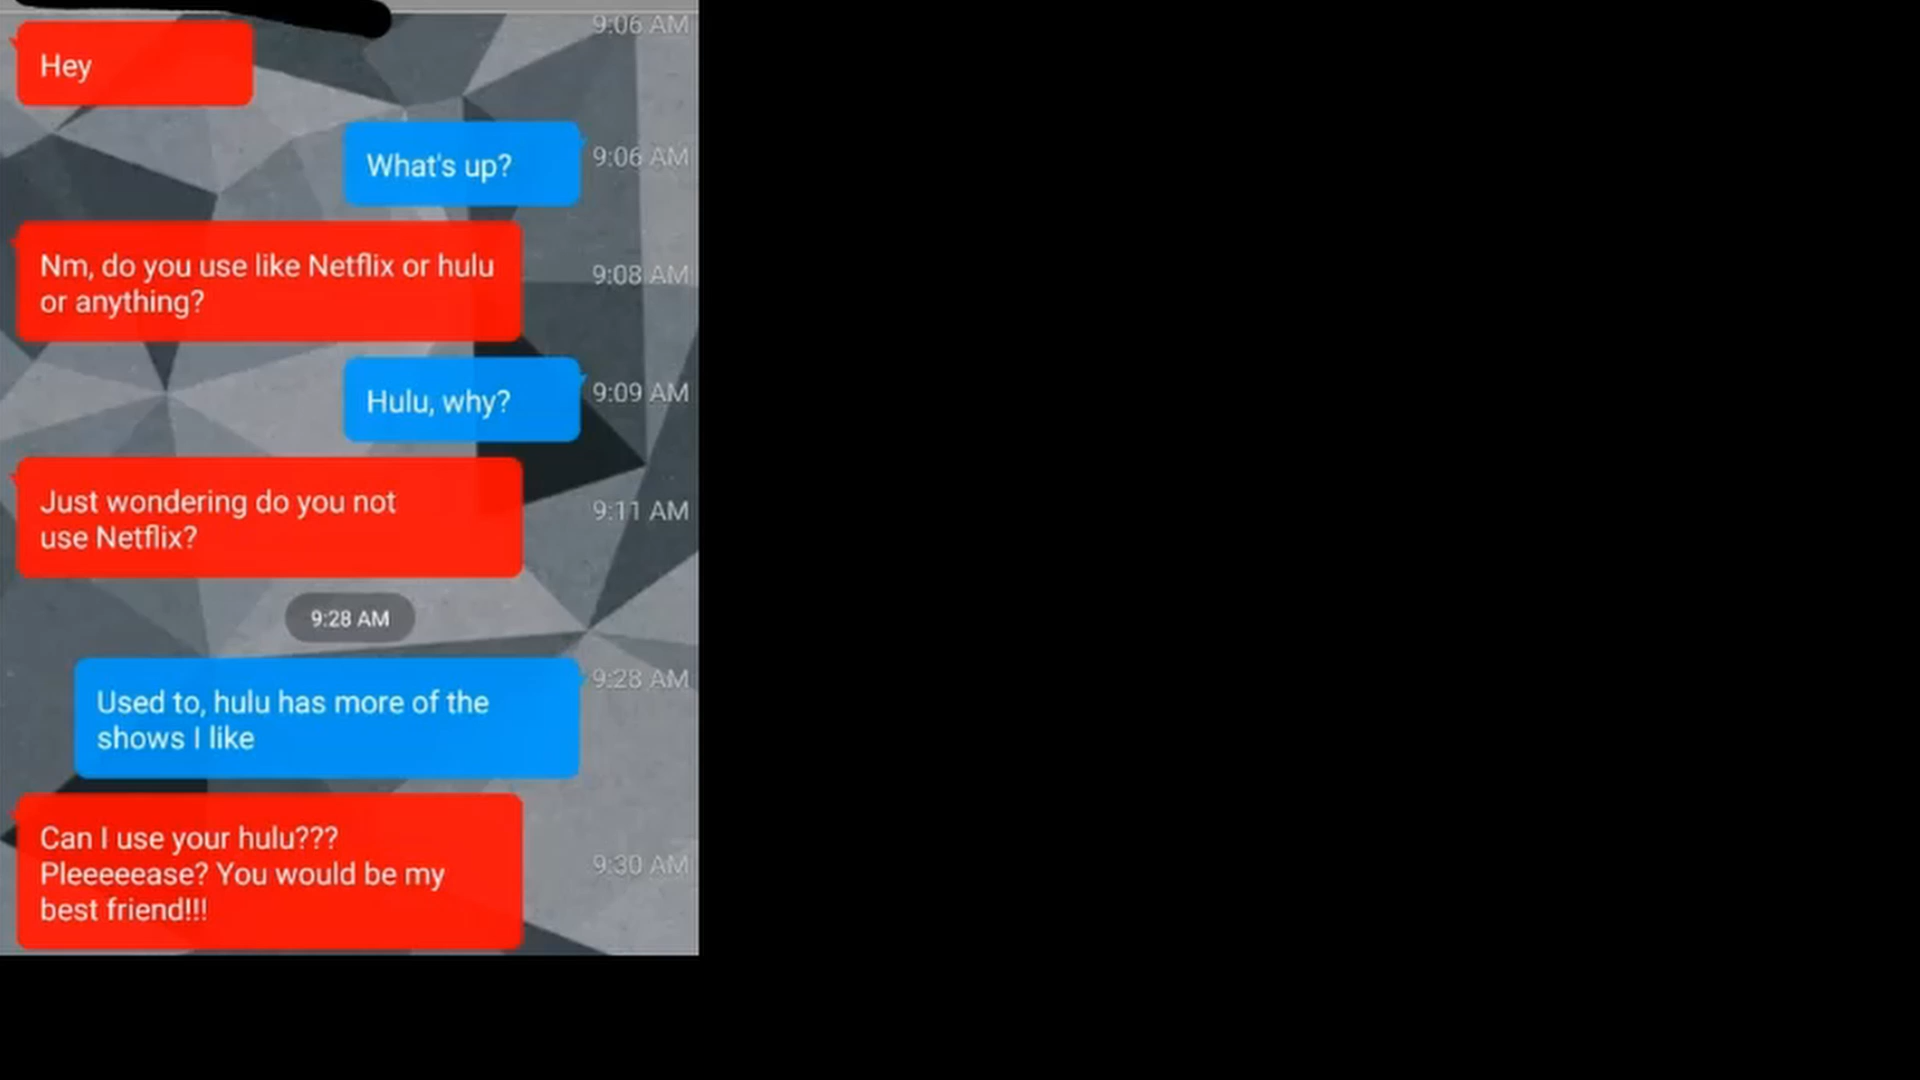 9:06 AM
Hey
What's up?
9:06 AM
Nm, do you use like Netflix or hulu
or anything?
9:08 AM
Hulu, why?
9:09 AM
Just wondering do you not
use Netflix?
9:11 AM
9:28 AM
Used to, hulu has more of the
shows I like
9:28 AM
Can I use your hulu???
Pleeeeease? You would be my
best friend!!!
9:30 AM